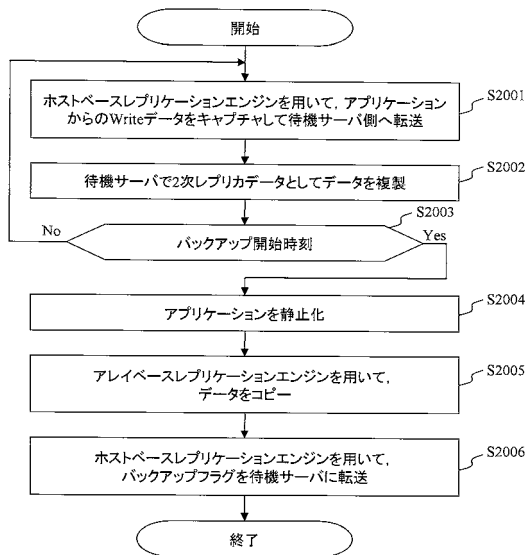 開始
ホストベースレプリケーションエンジンを用いて，アプリケーション
からのWriteデータをキャプチャして待機サーバ側へ転送
S2001
待機サーバで2次レプリカデータとしてデータを複製
S2002
バックアップ開始時刻
S2003
No
Yes
アプリケーションを静止化
S2004
アレイベースレプリケーションエンジンを用いて，
データをコピー
S2005
ホストベースレプリケーションエンジンを用いて，
バックアップフラグを待機サーバに転送
S2006
終了